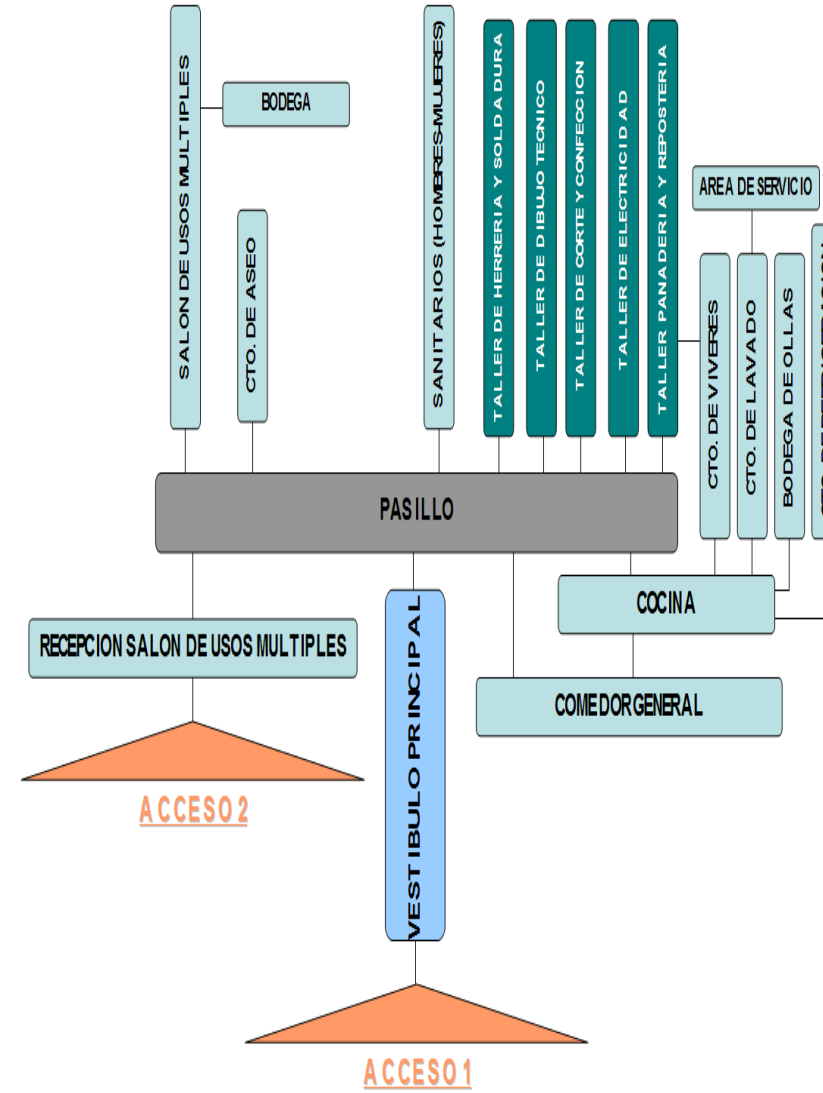 SALON DE USOS MULTIPLES
BODEGA
CTO. DE ASEO
SANITARIOS (HOMBRES-MUJERES)
TALLER DE HERRERIA Y SOLDADURA
TALLER DE DIBUJO TECNICO
TALLER DE CORTE Y CONFECCION
TALLER DE ELECTRICIDAD
TALLER PANADERIA Y REPOSTERIA
AREA DE SERVICIO
CTO. DE VIVERES
CTO. DE LAVADO
BODEGA DE OLLAS
PASILLO
COCINA
RECEPCION SALON DE USOS MULTIPLES
VESTIBULO PRINCIPAL
COMEDOR GENERAL
ACCESO 2
ACCESO 1